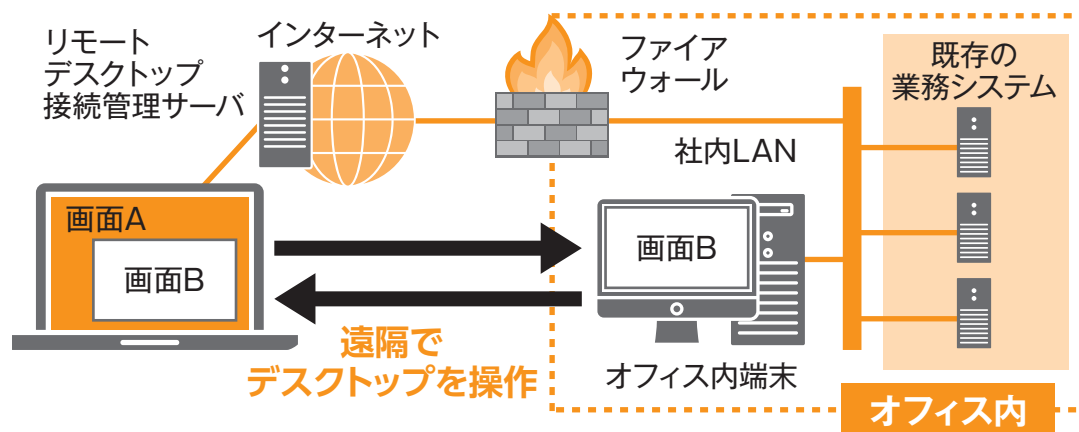 リモート
デスクトップ
接続管理サーバ
インターネット
ファイア
ウォール
既存の
業務システム
社内LAN
画面A
画面B
画面B
遠隔で
デスクトップを操作
オフィス内端末
オフィス内